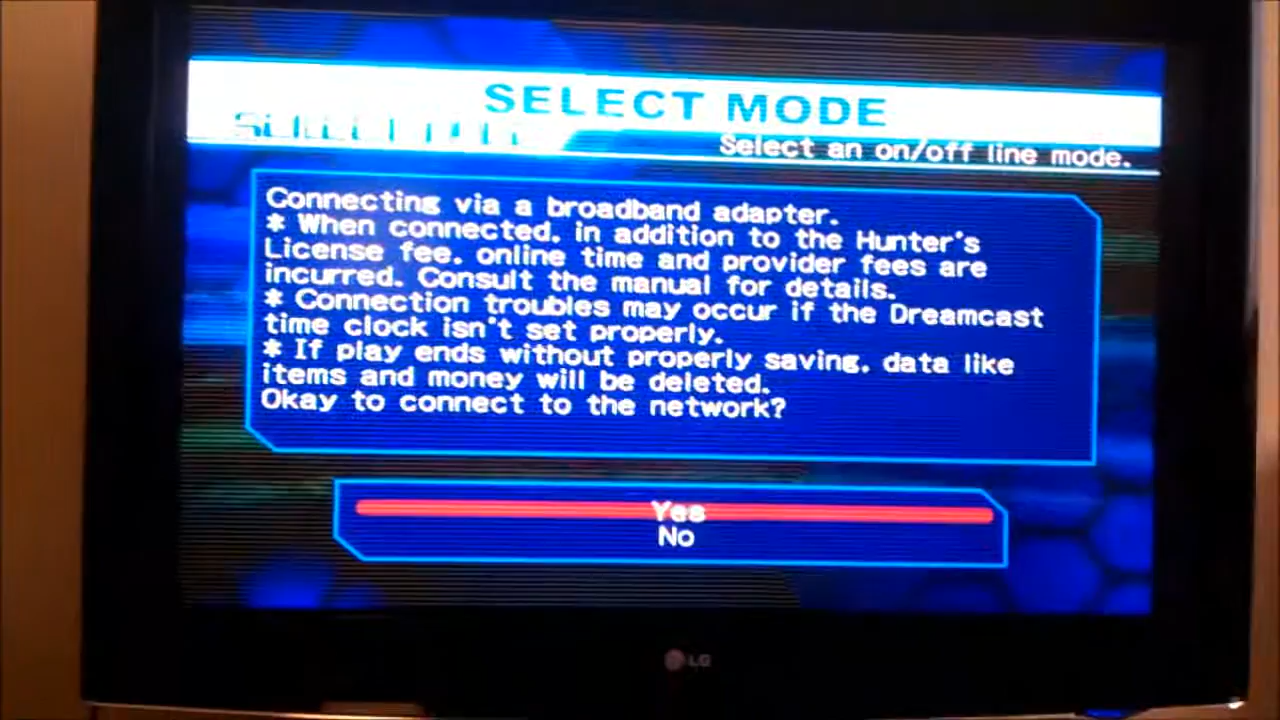 SELECT MODE
Select an on/off line mode.
Connecting via a broadband adapter.
* When connected, in addition to the Hunter's
License fee, online time and provider fees are
incurred. Consult the manual for details.
* Connection troubles may occur if the Dreamcast
time clock isn't set properly.
* If play ends without properly saving, data like
items and money will be deleted.
Okay to connect to the network?
Yes
No
LG